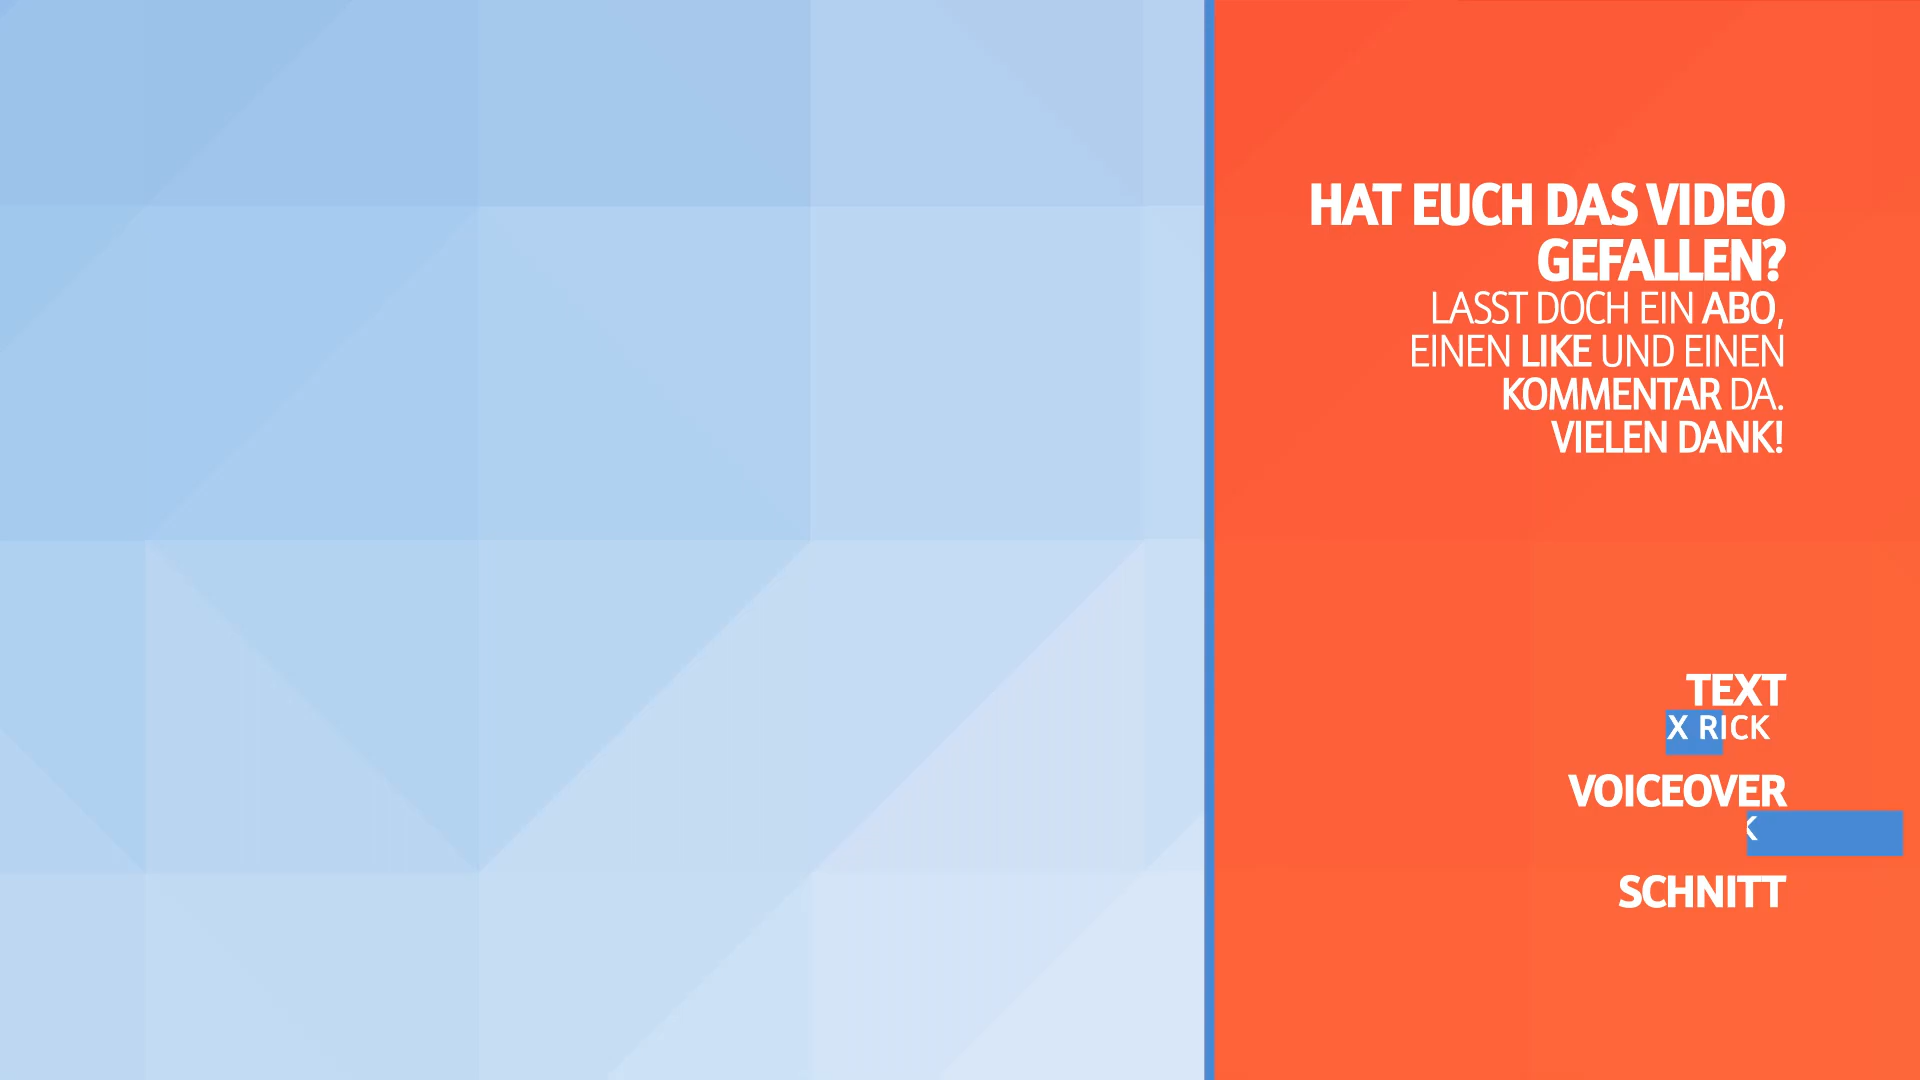 HAT EUCH DAS VIDEO
GEFALLEN?
LASST DOCH EIN ABO,
EINEN LIKE UND EINEN
KOMMENTAR DA.
VIELEN DANK!
TEXT
X RICK
VOICEOVER
K
SCHNITT